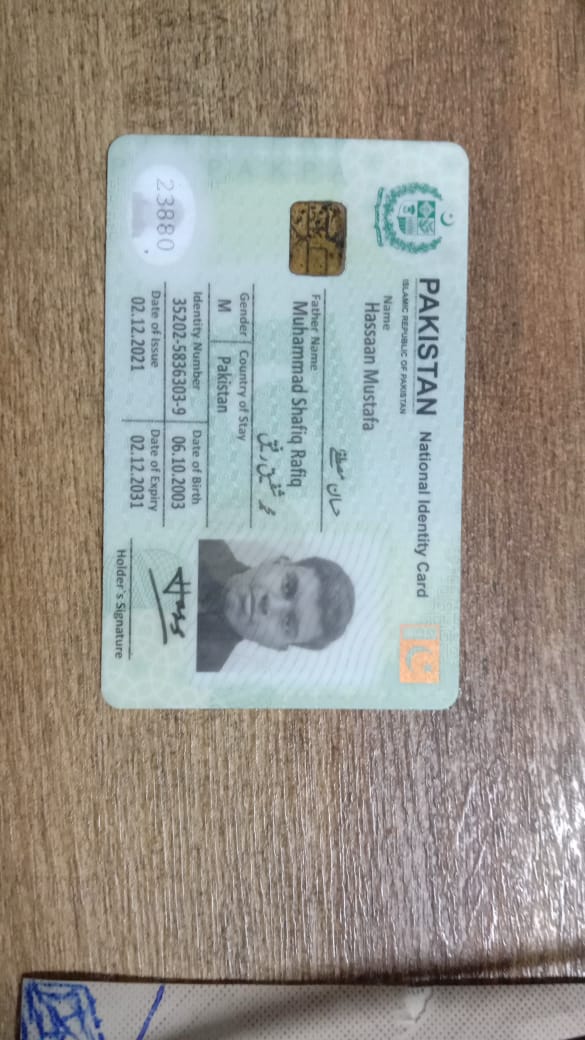 PAKISTAN National Identity Card
ISLAMIC REPUBLIC OF PAKISTAN
Name
Hassaan Mustafa
حسان مصطفےٰ
Father Name
Muhammad Shafiq Rafiq
محمد شفیق رفیق
Gender Country of Stay
M Pakistan
Identity Number Date of Birth
35202-5836303-9 06.10.2003
Date of Issue Date of Expiry
02.12.2021 02.12.2031
23880
Hass
Holder's Signature